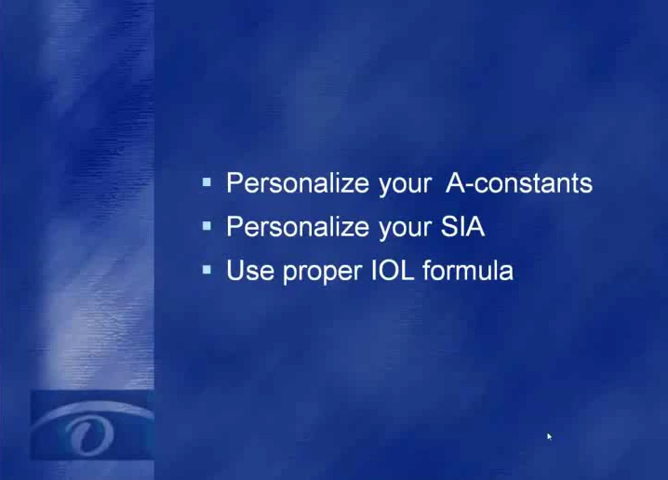 ▪ Personalize your A-constants
▪ Personalize your SIA
▪ Use proper IOL formula